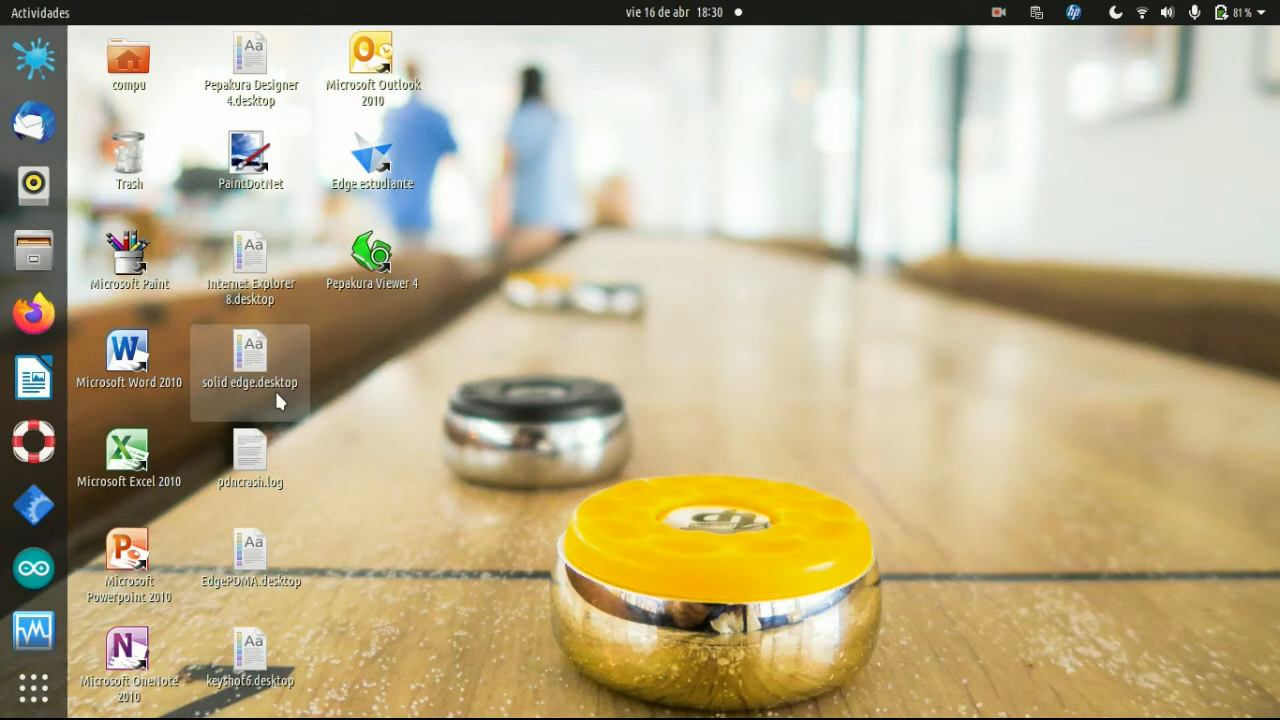 Actividades
vie 16 de abr 18:30
81 %
compu
Pepakura Designer
4.desktop
Microsoft Outlook
2010
Trash
PaintDotNet
Edge estudiante
Microsoft Paint
Internet Explorer
8.desktop
Pepakura Viewer 4
Microsoft Word 2010
solid edge.desktop
Microsoft Excel 2010
pdncrash.log
Microsoft
Powerpoint 2010
EdgePDMA.desktop
Microsoft OneNote
2010
keyshot6.desktop